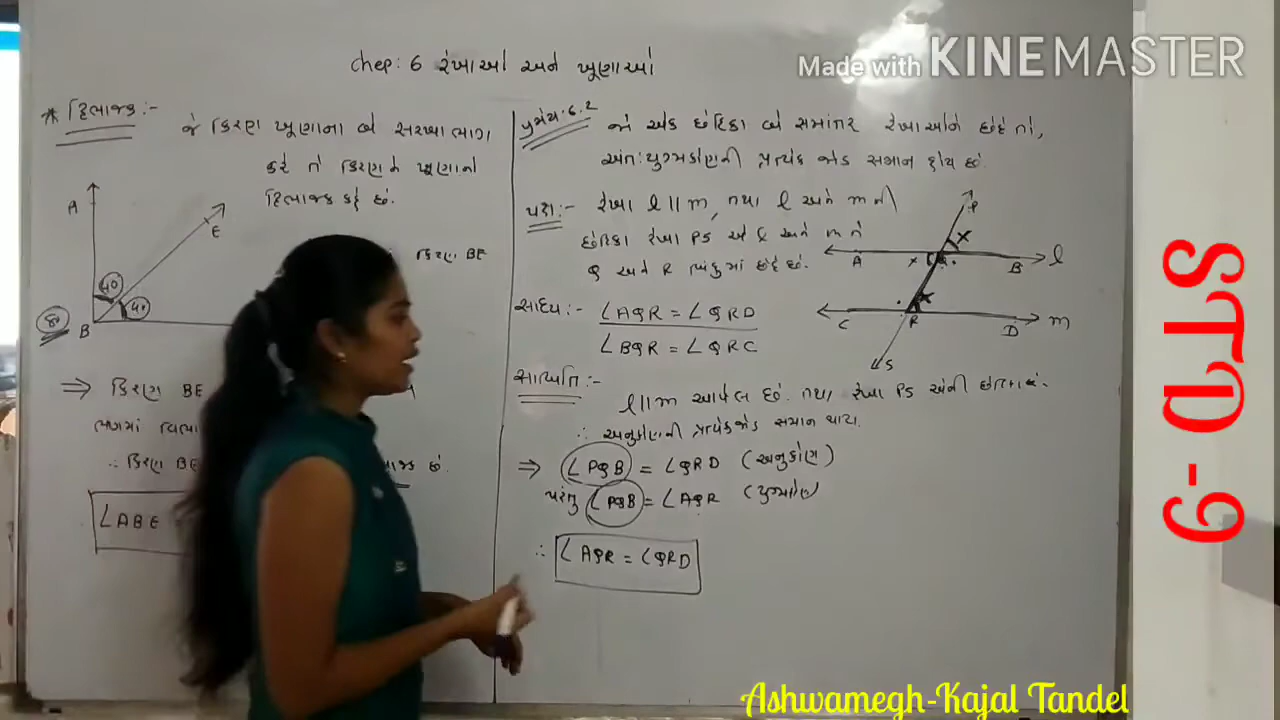 Made with KINEMASTER
Chep: 6 રેખાઓ અને ખૂણાઓ
* દ્વિભાજક :-
જે કિરણ ખૂણાના બે સરખા ભાગ
કરે તે કિરણને ખૂણાનો
દ્વિભાજક કહે છે.
A
E
40
40
80
B
કિરણ BE
⇒ કિરણ BE
∴ કિરણ BE
જક છે.
∠ABE =
પ્રમેય 6.2
જો એક છેદિકા બે સમાંતર રેખાઓને છેદે તો,
અંતઃયુગ્મકોણની પ્રત્યેક જોડ સમાન હોય છે.
પક્ષ :- રેખા l || m, તથા l અને m ની
છેદિકા રેખા PS એ l અને m ને
Q અને R બિંદુમાં છેદે છે.
P
X
A
X
B
l
X
C
R
D
m
S
સાધ્ય :- ∠AQR = ∠QRD
∠BQR = ∠QRC
સાબિતિ :-
l || m આપેલ છે. તથા રેખા PS એની છેદિકા છે.
∴ અનુકોણની પ્રત્યેક જોડ સમાન થાય.
⇒ ∠PQB = ∠QRD (અનુકોણ)
પરંતુ ∠PQB = ∠AQR
∴ ∠AQR = ∠QRD
STD-9
Ashwamegh-Kajal Tandel